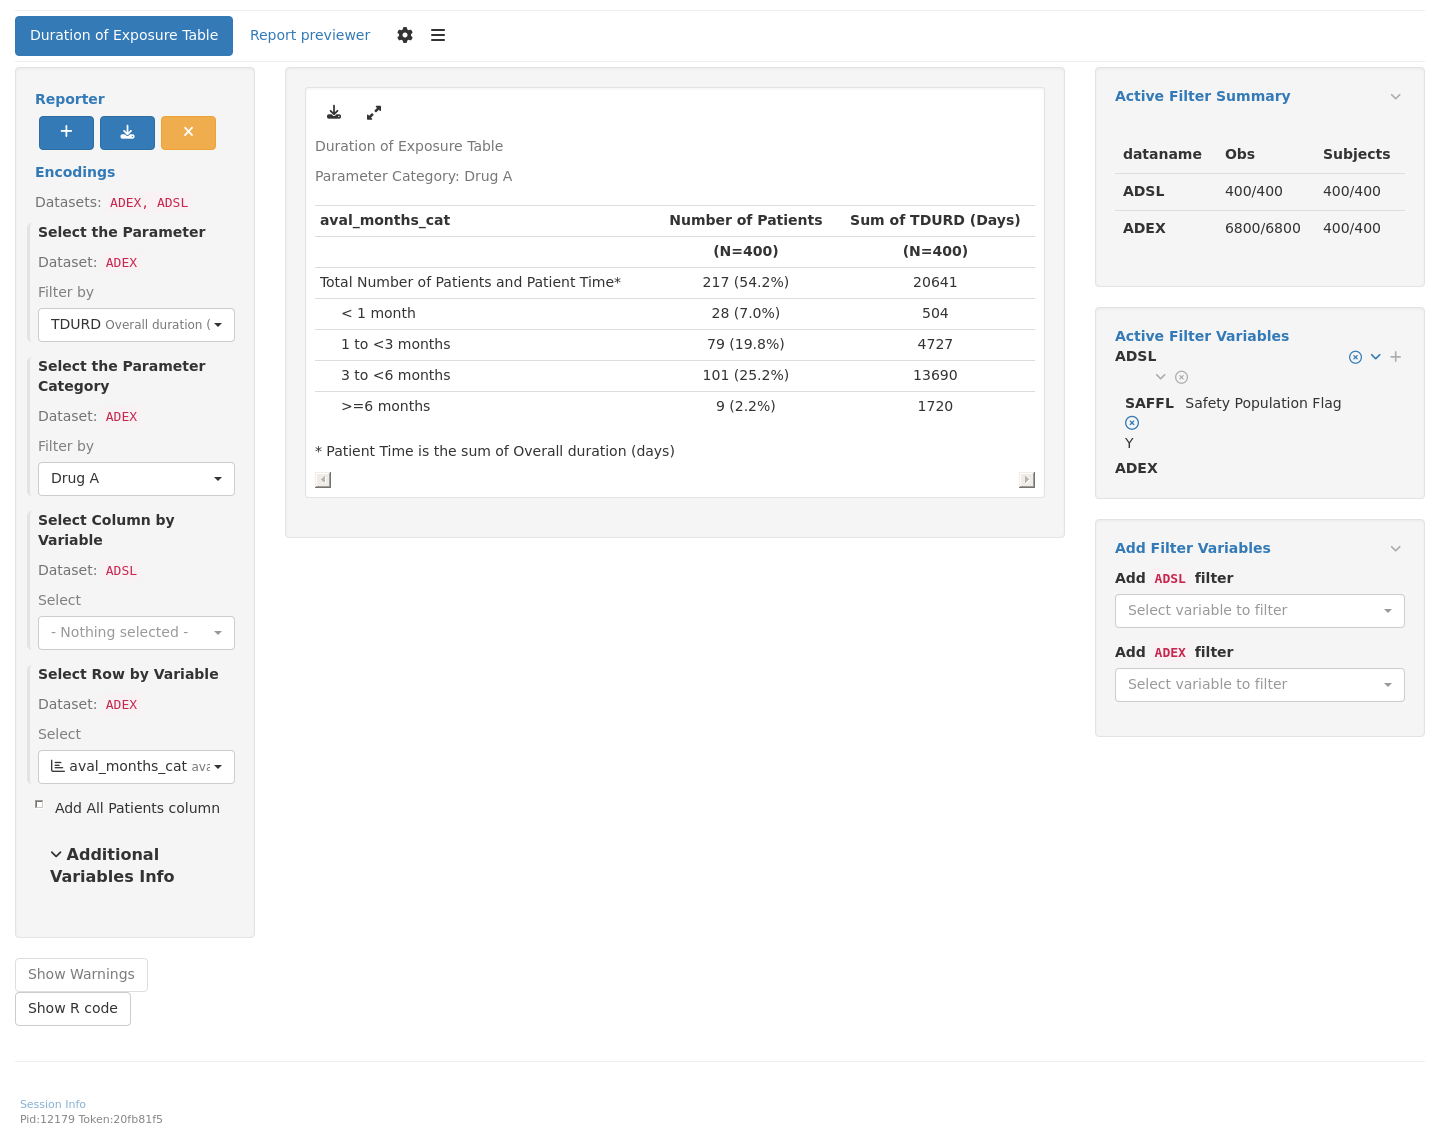 Duration of Exposure Table
Report previewer
Reporter
Encodings
Datasets: ADEX, ADSL
Select the Parameter
Dataset: ADEX
Filter by
TDURD Overall duration (
Select the Parameter
Category
Dataset: ADEX
Filter by
Drug A
Select Column by
Variable
Dataset: ADSL
Select
- Nothing selected -
Select Row by Variable
Dataset: ADEX
Select
aval_months_cat ava
Add All Patients column
Additional
Variables Info
Show Warnings
Show R code
Duration of Exposure Table
Parameter Category: Drug A
aval_months_cat Number of Patients Sum of TDURD (Days)
(N=400) (N=400)
Total Number of Patients and Patient Time* 217 (54.2%) 20641
< 1 month 28 (7.0%) 504
1 to <3 months 79 (19.8%) 4727
3 to <6 months 101 (25.2%) 13690
>=6 months 9 (2.2%) 1720
* Patient Time is the sum of Overall duration (days)
Active Filter Summary
dataname Obs Subjects
ADSL 400/400 400/400
ADEX 6800/6800 400/400
Active Filter Variables
ADSL
SAFFL Safety Population Flag
Y
ADEX
Add Filter Variables
Add ADSL filter
Select variable to filter
Add ADEX filter
Select variable to filter
Session Info
Pid:12179 Token:20fb81f5